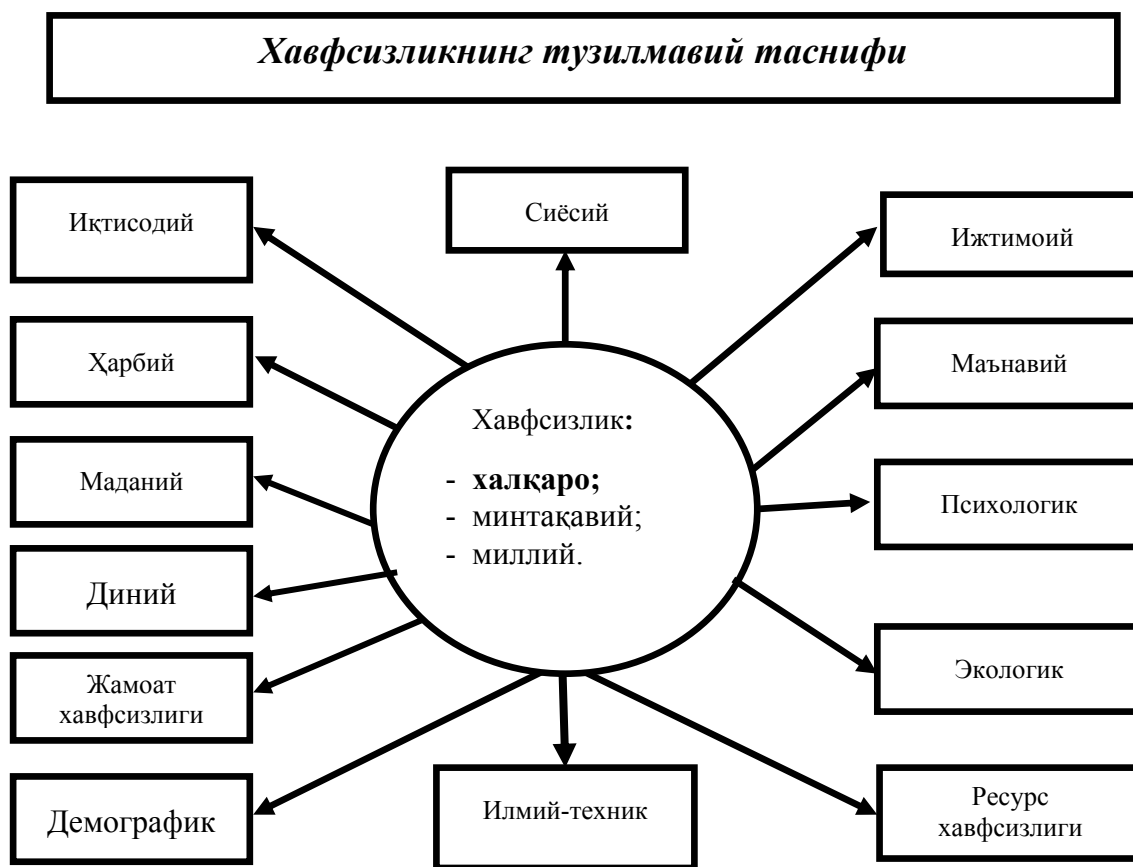 Хавфсизликнинг тузилмавий таснифи
Иқтисодий
Сиёсий
Ижтимоий
Ҳарбий
Маънавий
Хавфсизлик:
- халқаро;
- минтақавий;
- миллий.
Маданий
Психологик
Диний
Жамоат
хавфсизлиги
Экологик
Демографик
Илмий-техник
Ресурс
хавфсизлиги